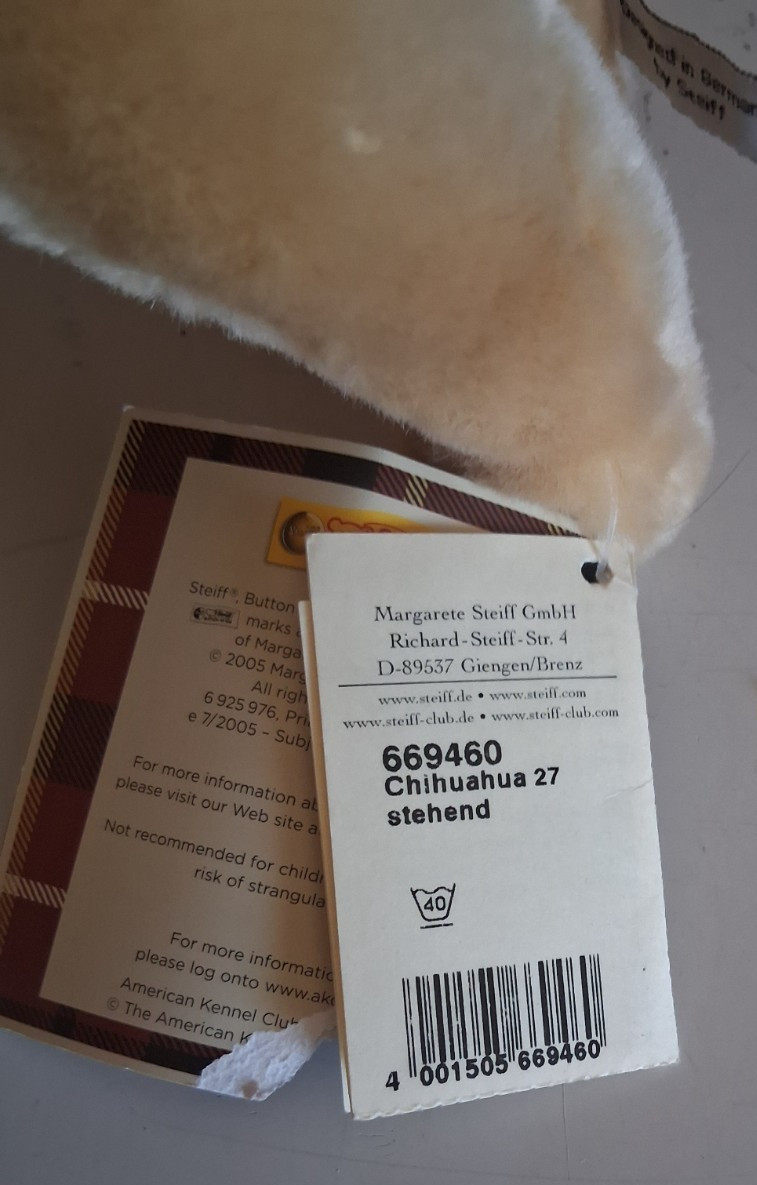 Designed in German
by Steiff
Steiff®, Button
marks
of Marga
© 2005 Marg
All righ
6 925 976, Pri
e 7/2005 – Subj
For more information ab
please visit our Web site a
Not recommended for childr
risk of strangula
For more informatio
please log onto www.akc
American Kennel Club
© The American K
Margarete Steiff GmbH
Richard-Steiff-Str. 4
D-89537 Giengen/Brenz
www.steiff.de • www.steiff.com
www.steiff-club.de • www.steiff-club.com
669460
Chihuahua 27
stehend
40
4 001505 669460